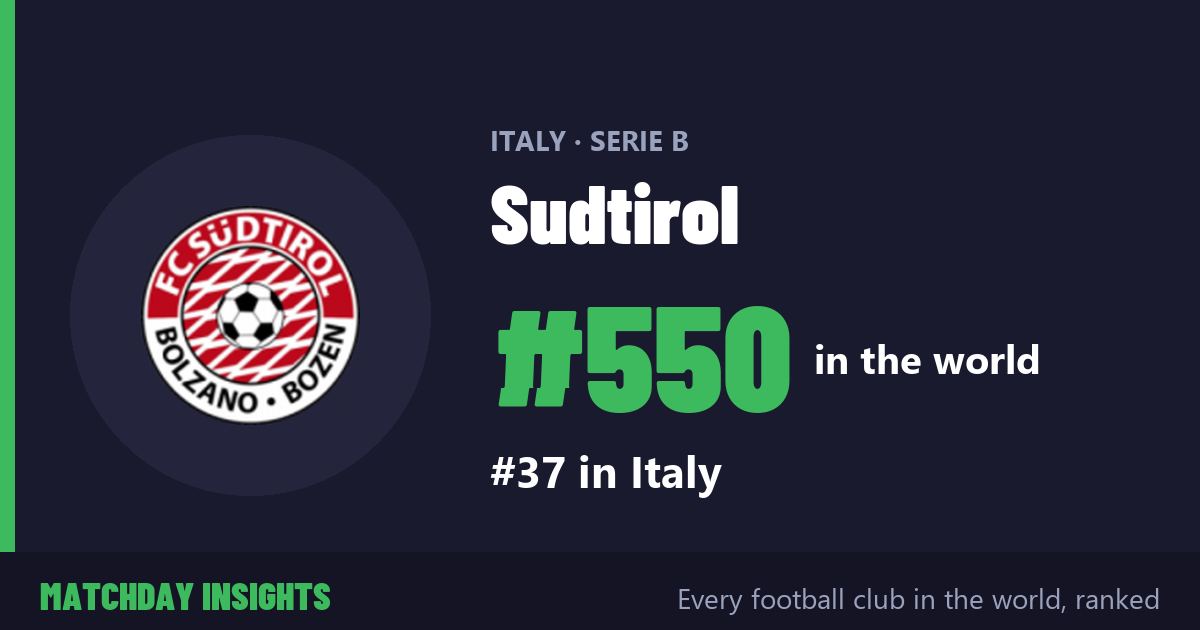 ITALY · SERIE B
Sudtirol
FC SÜDTIROL
BOLZANO • BOZEN
#550 in the world
#37 in Italy
MATCHDAY INSIGHTS
Every football club in the world, ranked